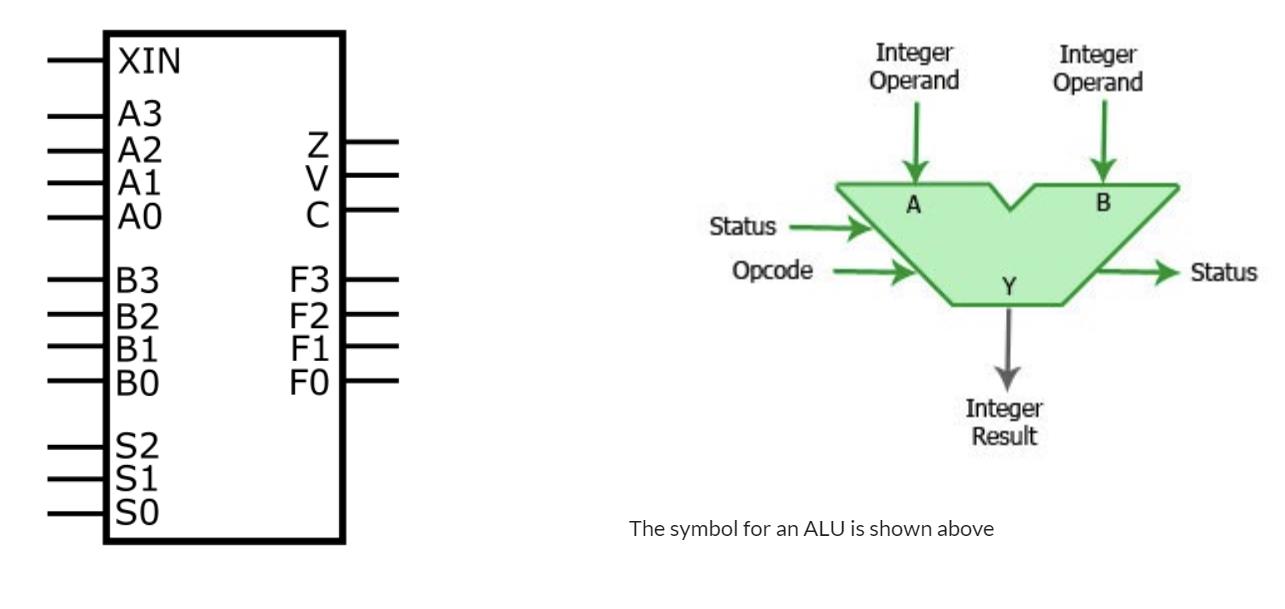 XIN
A3
A2
A1
A0
B3
B2
B1
B0
S2
S1
S0
Z
V
C
F3
F2
F1
F0
Integer
Operand
Integer
Operand
A
B
Status
Opcode
Y
Status
Integer
Result
The symbol for an ALU is shown above